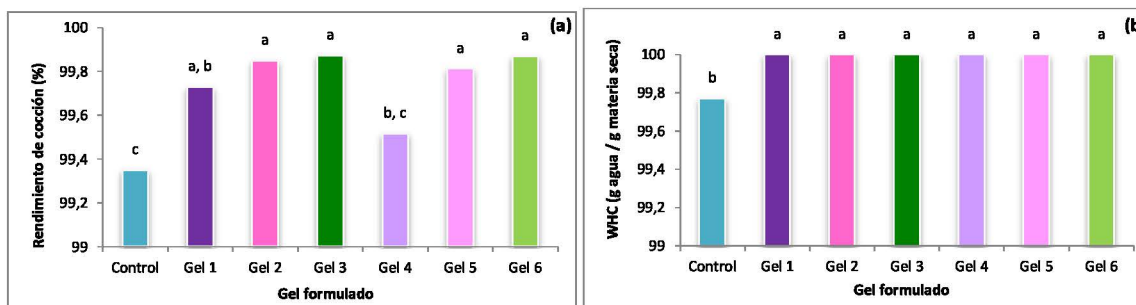 (a)
Rendimiento de cocción (%)
100
99,8
99,6
99,4
99,2
99
c
a, b
a
a
b, c
a
a
Control Gel 1 Gel 2 Gel 3 Gel 4 Gel 5 Gel 6
Gel formulado
(b
WHC (g agua / g materia seca)
100
99,8
99,6
99,4
99,2
99
b
a
a
a
a
a
a
Control Gel 1 Gel 2 Gel 3 Gel 4 Gel 5 Gel 6
Gel formulado